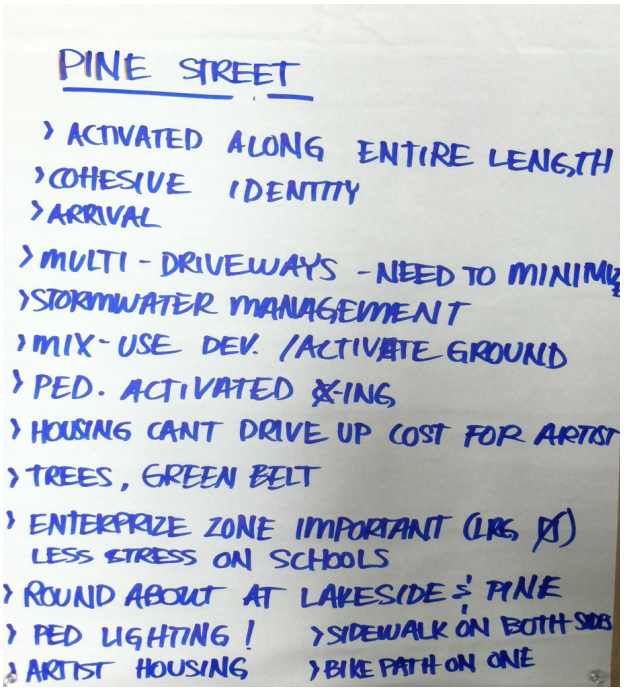 PINE STREET
> ACTIVATED ALONG ENTIRE LENGTH
> COHESIVE IDENTITY
> ARRIVAL
> MULTI - DRIVEWAYS - NEED TO MINIMIZE
> STORMWATER MANAGEMENT
> MIX-USE DEV. / ACTIVATE GROUND
> PED. ACTIVATED X-ING
> HOUSING CANT DRIVE UP COST FOR ARTIST
> TREES, GREEN BELT
> ENTERPRIZE ZONE IMPORTANT (LRG)
LESS STRESS ON SCHOOLS
> ROUND ABOUT AT LAKESIDE & PINE
> PED LIGHTING! > SIDEWALK ON BOTH SIDES
> ARTIST HOUSING > BIKE PATH ON ONE